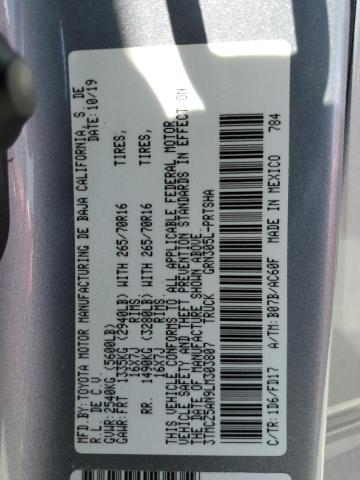 MFD. BY: TOYOTA MOTOR MANUFACTURING DE BAJA CALIFORNIA, S. DE
R.L. DE C.V. DATE: 10/19
GVWR: 2540KG (5600LB)
GAWR: FRT 1335KG (2940LB) WITH 265/70R16 TIRES,
16X7J RIMS
RR. 1490KG (3280LB) WITH 265/70R16 TIRES,
16X7J RIMS
THIS VEHICLE CONFORMS TO ALL APPLICABLE FEDERAL MOTOR
VEHICLE SAFETY AND THEFT PREVENTION STANDARDS IN EFFECT ON
THE DATE OF MANUFACTURE SHOWN ABOVE.
3TMCZ5AN9LM303807 TRUCK GRN305L-PRTSHA
C/TR: 1D6/FD17 A/TM: B07B/AC60F MADE IN MEXICO 784